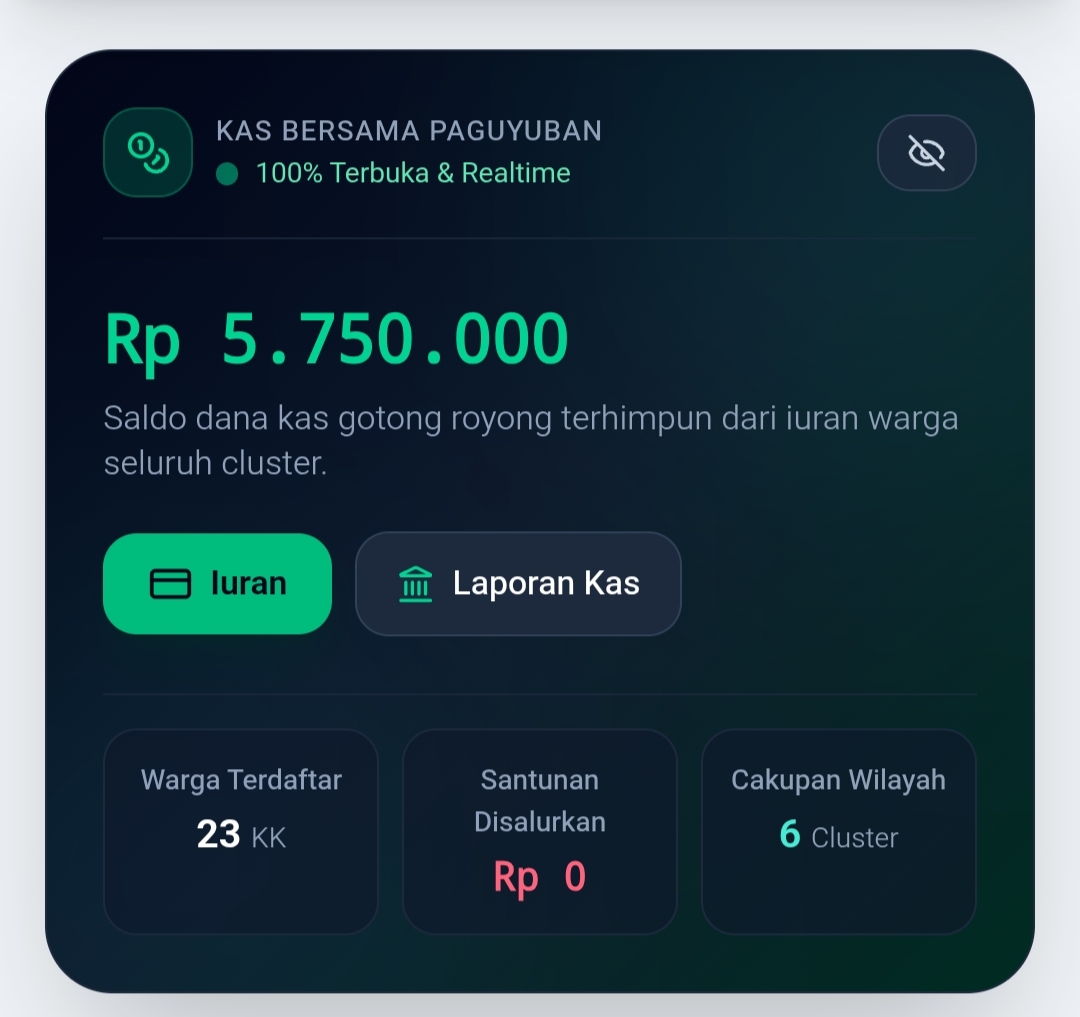 KAS BERSAMA PAGUYUBAN
100% Terbuka & Realtime
Rp 5.750.000
Saldo dana kas gotong royong terhimpun dari iuran warga
seluruh cluster.
Iuran
Laporan Kas
Warga Terdaftar
23 KK
Santunan
Disalurkan
Rp 0
Cakupan Wilayah
6 Cluster